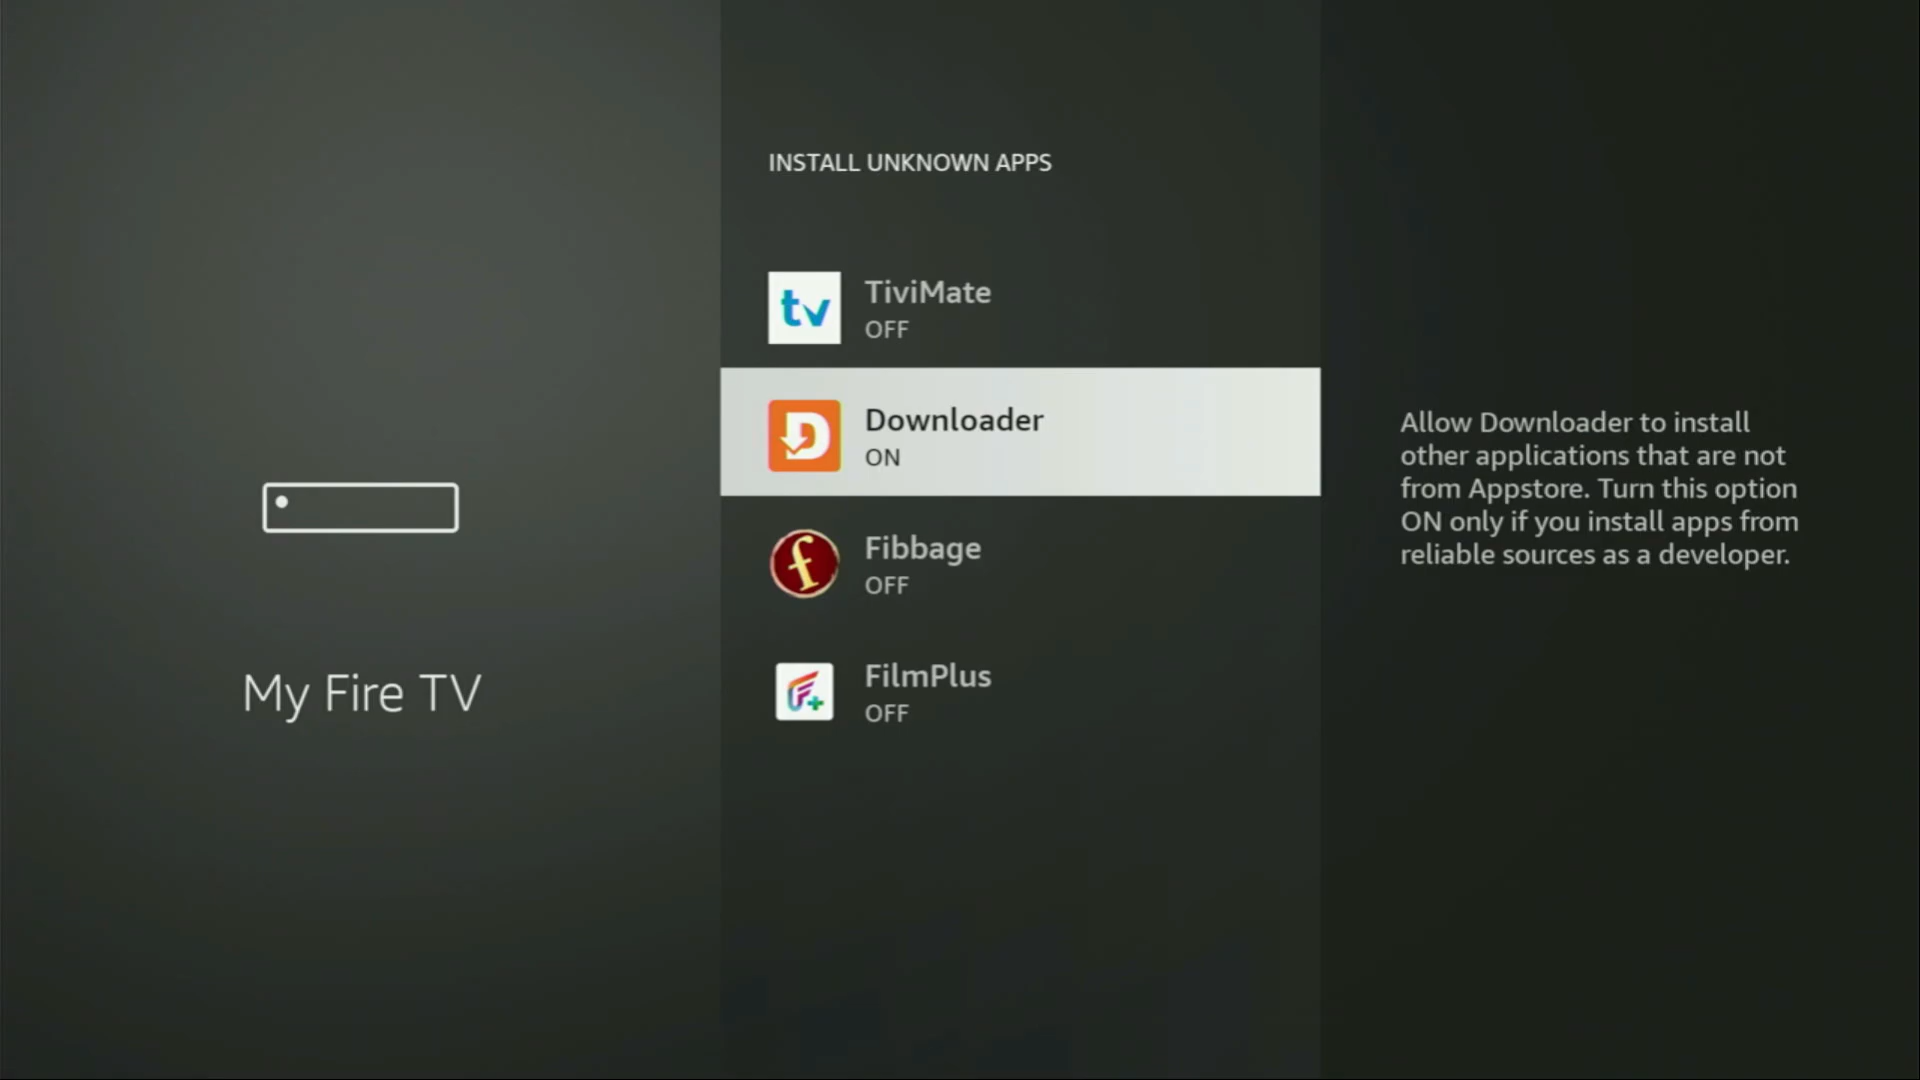 INSTALL UNKNOWN APPS
tv
TiviMate
OFF
D
Downloader
ON
f
Fibbage
OFF
F+
FilmPlus
OFF
My Fire TV
Allow Downloader to install
other applications that are not
from Appstore. Turn this option
ON only if you install apps from
reliable sources as a developer.